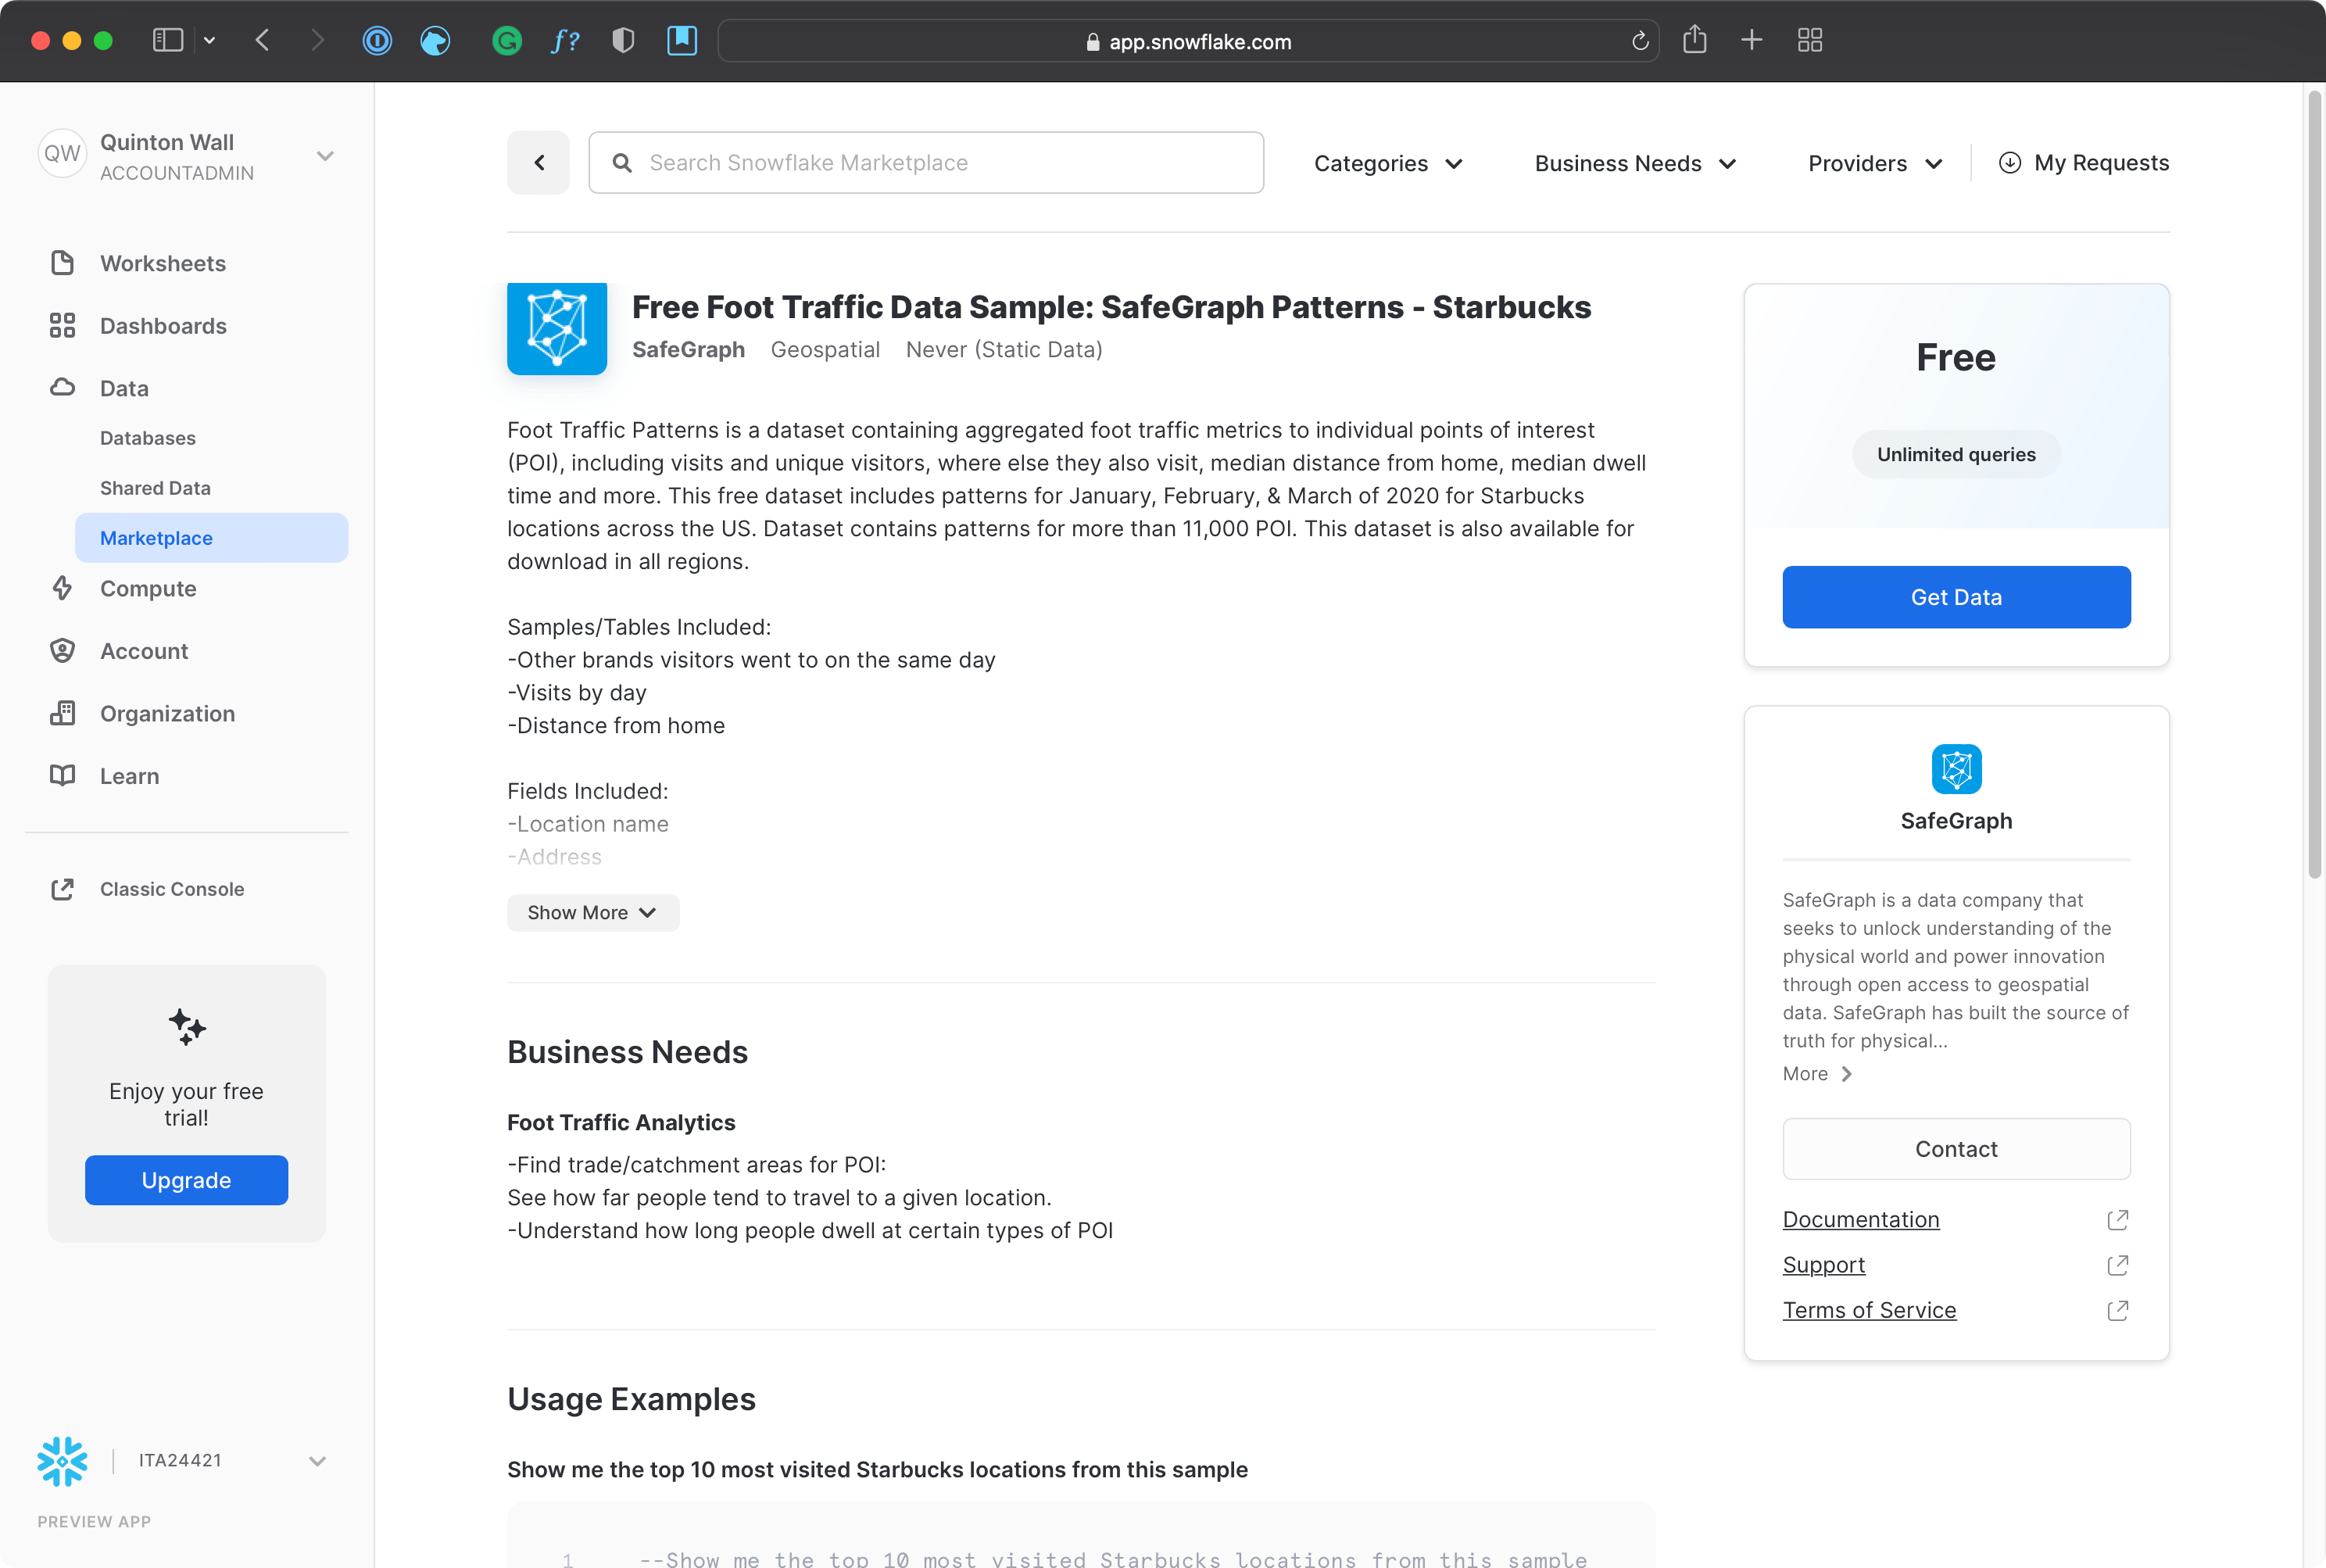 app.snowflake.com
QW
Quinton Wall
ACCOUNTADMIN
Worksheets
Dashboards
Data
Databases
Shared Data
Marketplace
Compute
Account
Organization
Learn
Classic Console
Enjoy your free
trial!
Upgrade
ITA24421
PREVIEW APP
Search Snowflake Marketplace
Categories
Business Needs
Providers
My Requests
Free Foot Traffic Data Sample: SafeGraph Patterns - Starbucks
SafeGraph Geospatial Never (Static Data)
Foot Traffic Patterns is a dataset containing aggregated foot traffic metrics to individual points of interest
(POI), including visits and unique visitors, where else they also visit, median distance from home, median dwell
time and more. This free dataset includes patterns for January, February, & March of 2020 for Starbucks
locations across the US. Dataset contains patterns for more than 11,000 POI. This dataset is also available for
download in all regions.
Samples/Tables Included:
-Other brands visitors went to on the same day
-Visits by day
-Distance from home
Fields Included:
-Location name
-Address
Show More
Business Needs
Foot Traffic Analytics
-Find trade/catchment areas for POI:
See how far people tend to travel to a given location.
-Understand how long people dwell at certain types of POI
Usage Examples
Show me the top 10 most visited Starbucks locations from this sample
1 --Show me the top 10 most visited Starbucks locations from this sample
Free
Unlimited queries
Get Data
SafeGraph
SafeGraph is a data company that
seeks to unlock understanding of the
physical world and power innovation
through open access to geospatial
data. SafeGraph has built the source of
truth for physical...
More
Contact
Documentation
Support
Terms of Service